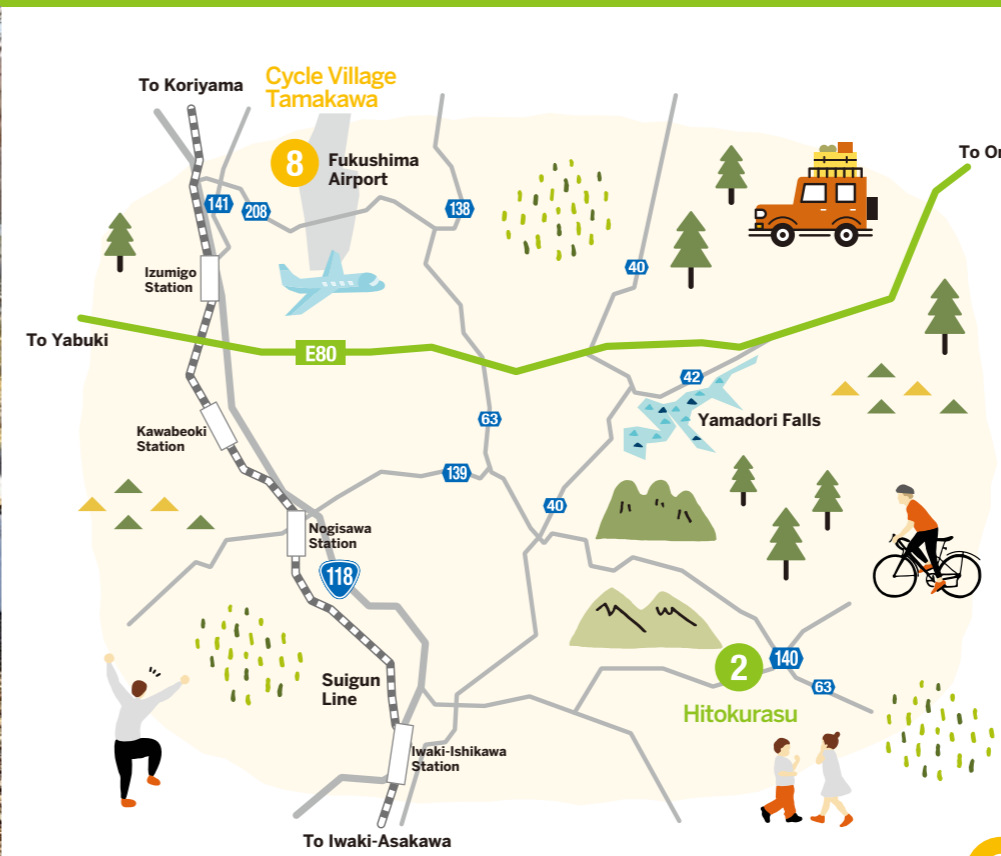 To Koriyama
Cycle Village
Tamakawa
8
Fukushima
Airport
To
141
208
138
40
Izumigo
Station
To Yabuki
E80
42
Yamadori Falls
63
Kawabeoki
Station
139
40
Nogisawa
Station
118
Suigun
Line
2
140
63
Hitokurasu
Iwaki-Ishikawa
Station
To Iwaki-Asakawa